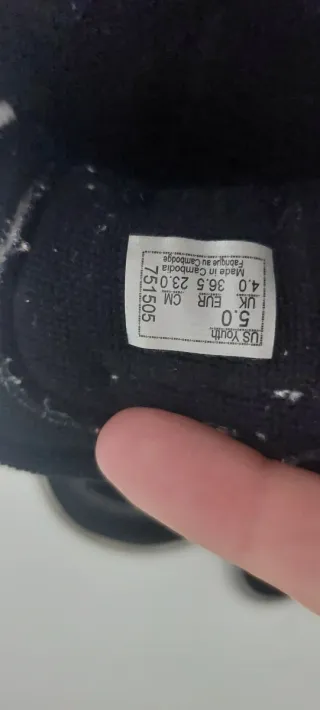 US Youth
5.0
UK EUR CM
4.0 36.5 23.0
Made in Cambodia
Fabriqué au Cambodge
751505